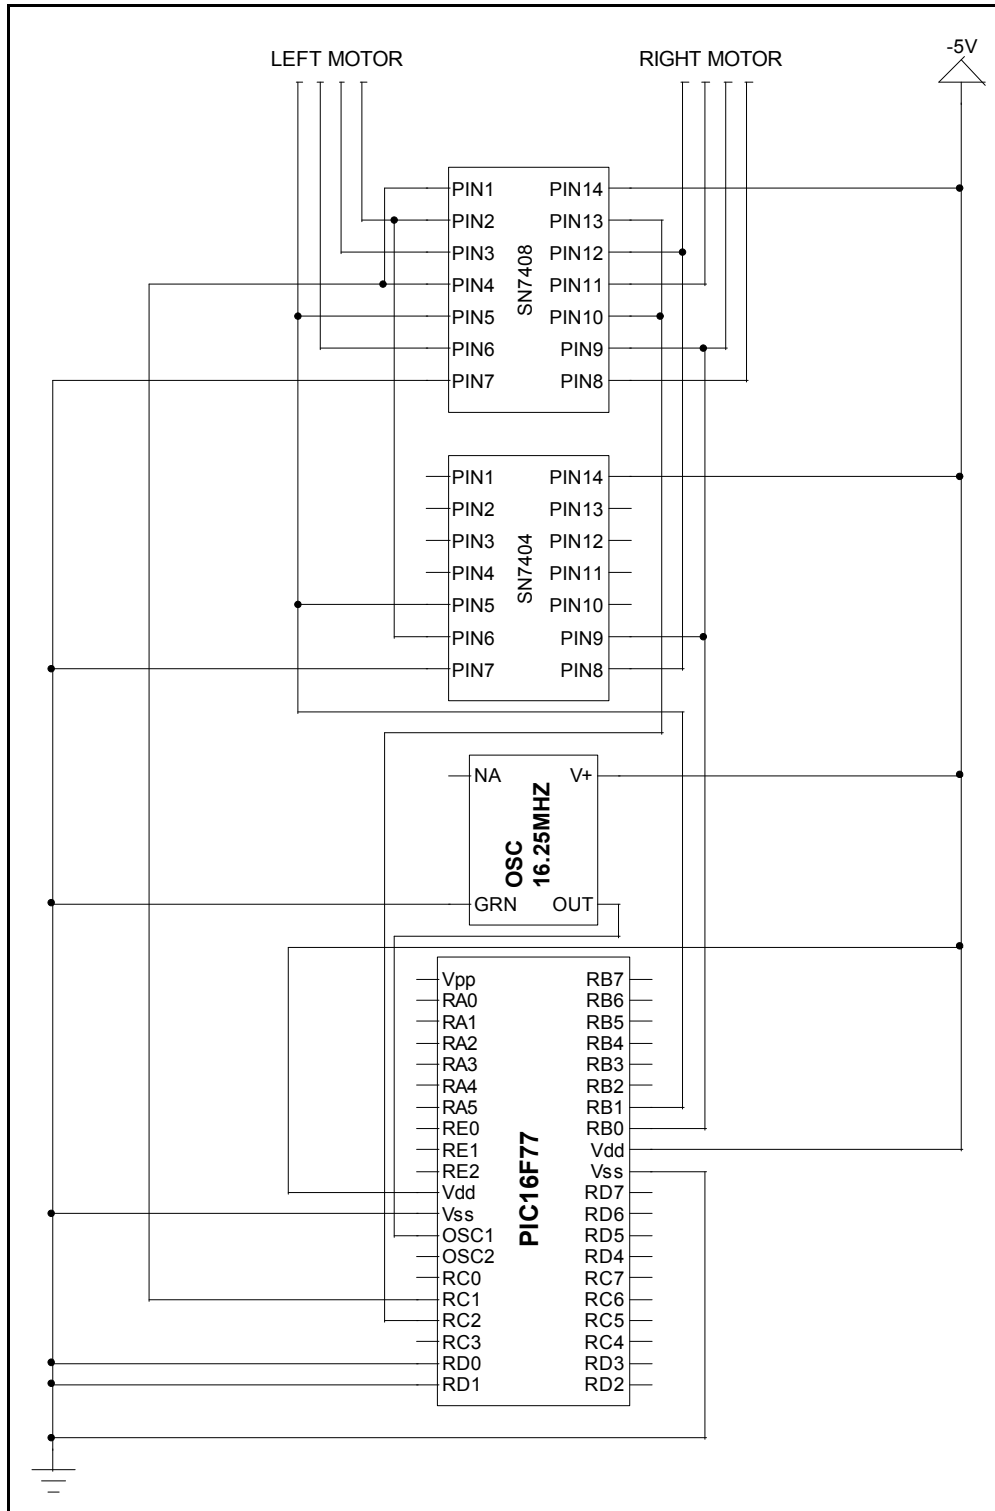 LEFT MOTOR
RIGHT MOTOR
-5V
PIN1 PIN14
PIN2 PIN13
PIN3 PIN12
PIN4 PIN11
PIN5 PIN10
PIN6 PIN9
PIN7 PIN8
SN7408
PIN1 PIN14
PIN2 PIN13
PIN3 PIN12
PIN4 PIN11
PIN5 PIN10
PIN6 PIN9
PIN7 PIN8
SN7404
NA V+
OSC
16.25MHZ
GRN OUT
Vpp RB7
RA0 RB6
RA1 RB5
RA2 RB4
RA3 RB3
RA4 RB2
RA5 RB1
RE0 RB0
RE1 Vdd
RE2 Vss
Vdd RD7
Vss RD6
OSC1 RD5
OSC2 RD4
RC0 RC7
RC1 RC6
RC2 RC5
RC3 RC4
RD0 RD3
RD1 RD2
PIC16F77